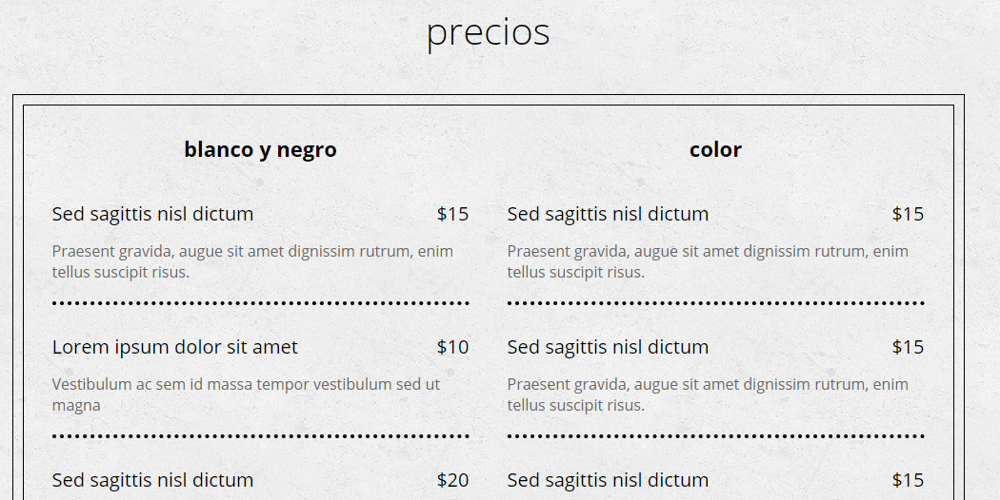 precios
blanco y negro
Sed sagittis nisl dictum $15
Praesent gravida, augue sit amet dignissim rutrum, enim
tellus suscipit risus.
Lorem ipsum dolor sit amet $10
Vestibulum ac sem id massa tempor vestibulum sed ut
magna
Sed sagittis nisl dictum $20
color
Sed sagittis nisl dictum $15
Praesent gravida, augue sit amet dignissim rutrum, enim
tellus suscipit risus.
Sed sagittis nisl dictum $15
Praesent gravida, augue sit amet dignissim rutrum, enim
tellus suscipit risus.
Sed sagittis nisl dictum $15